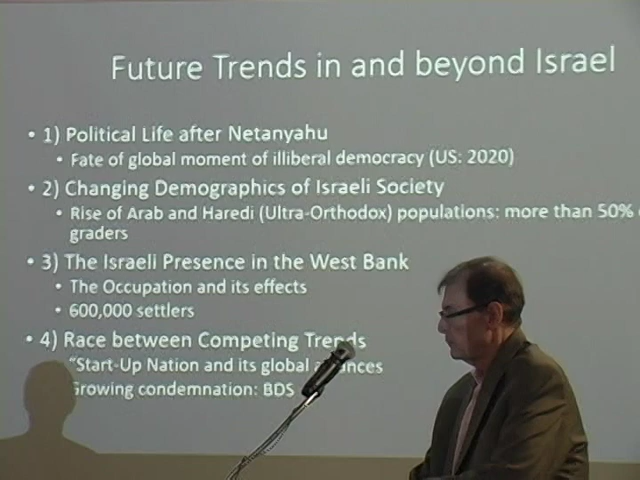 Future Trends in and beyond Israel
• 1) Political Life after Netanyahu
• Fate of global moment of illiberal democracy (US: 2020)
• 2) Changing Demographics of Israeli Society
• Rise of Arab and Haredi (Ultra-Orthodox) populations: more than 50%
graders
• 3) The Israeli Presence in the West Bank
• The Occupation and its effects
• 600,000 settlers
• 4) Race between Competing Trends
"Start-Up Nation and its global
Growing condemnation: BDS